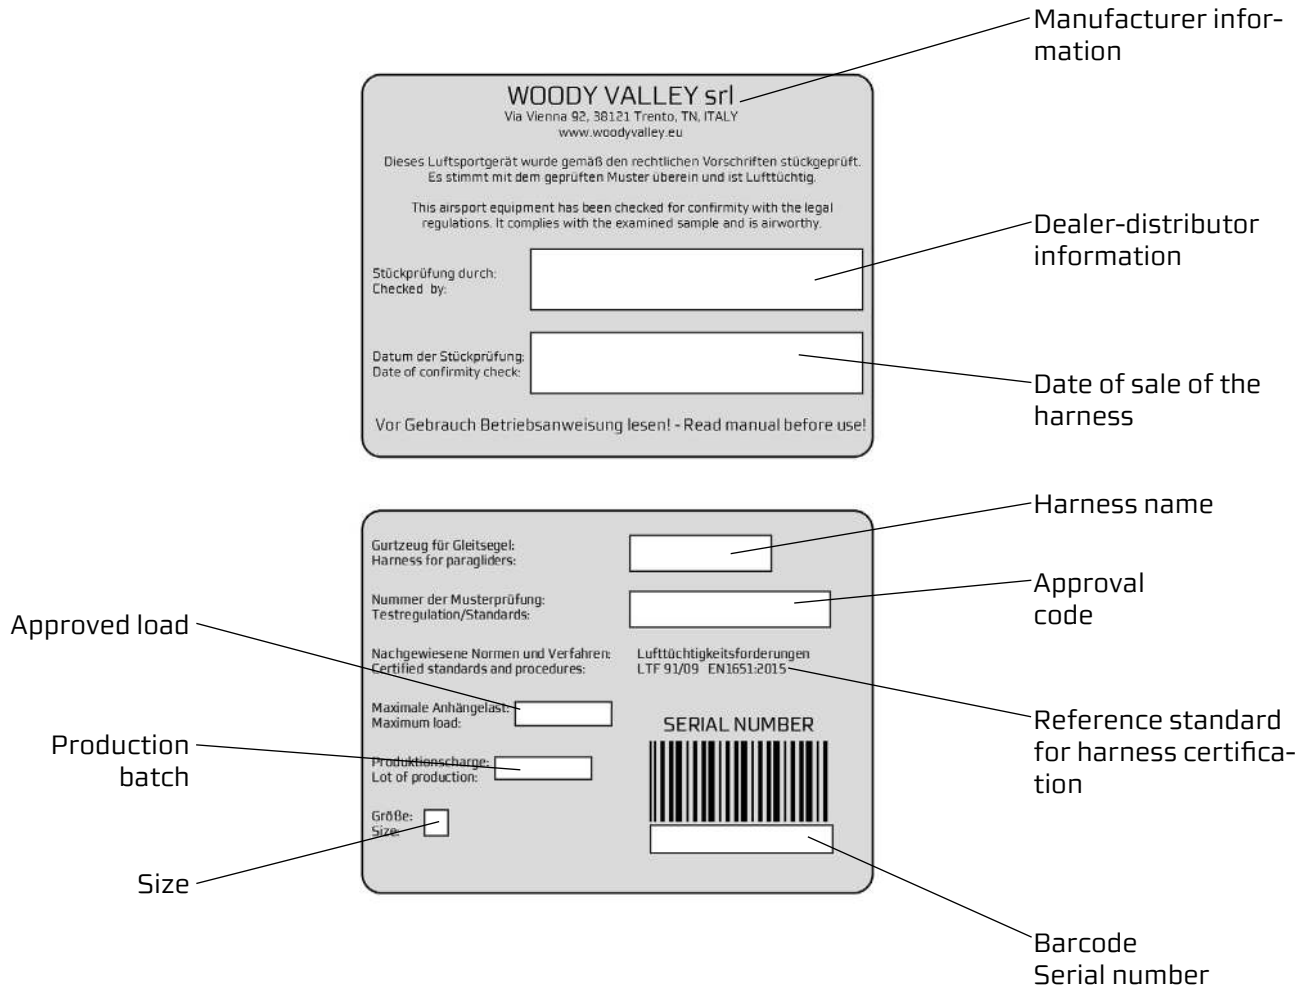 Manufacturer infor-
mation
WOODY VALLEY srl
Via Vienna 92, 38121 Trento, TN, ITALY
www.woodyvalley.eu
Dieses Luftsportgerät wurde gemäß den rechtlichen Vorschriften stückgeprüft.
Es stimmt mit dem geprüften Muster überein und ist Lufttüchtig.
This airsport equipment has been checked for confirmity with the legal
regulations. It complies with the examined sample and is airworthy.
Dealer-distributor
information
Stückprüfung durch:
Checked by:
Datum der Stückprüfung:
Date of confirmity check:
Date of sale of the
harness
Vor Gebrauch Betriebsanweisung lesen! - Read manual before use!
Harness name
Gurtzeug für Gleitsegel:
Harness for paragliders:
Approval
code
Nummer der Musterprüfung:
Testregulation/Standards:
Approved load
Nachgewiesene Normen und Verfahren:
Certified standards and procedures:
Lufttüchtigkeitsforderungen
LTF 91/09 EN1651:2015
Reference standard
for harness certifica-
tion
Maximale Anhängelast:
Maximum load:
SERIAL NUMBER
Production
batch
Produktionscharge:
Lot of production:
Größe:
Size:
Size
Barcode
Serial number